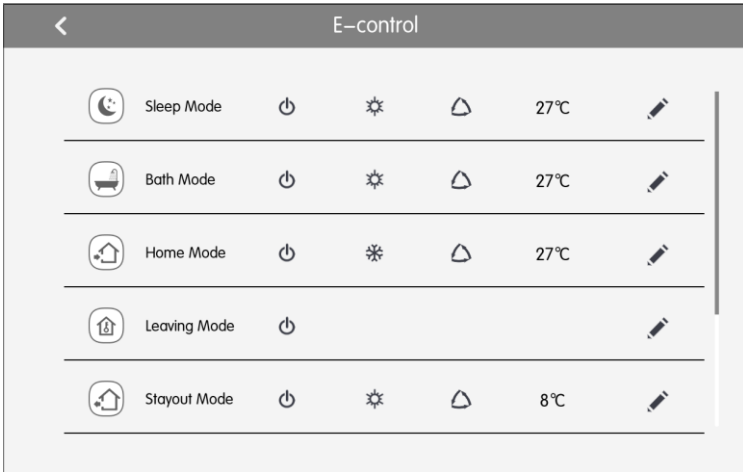 E-control
Sleep Mode 27℃
Bath Mode 27℃
Home Mode 27℃
Leaving Mode
Stayout Mode 8℃